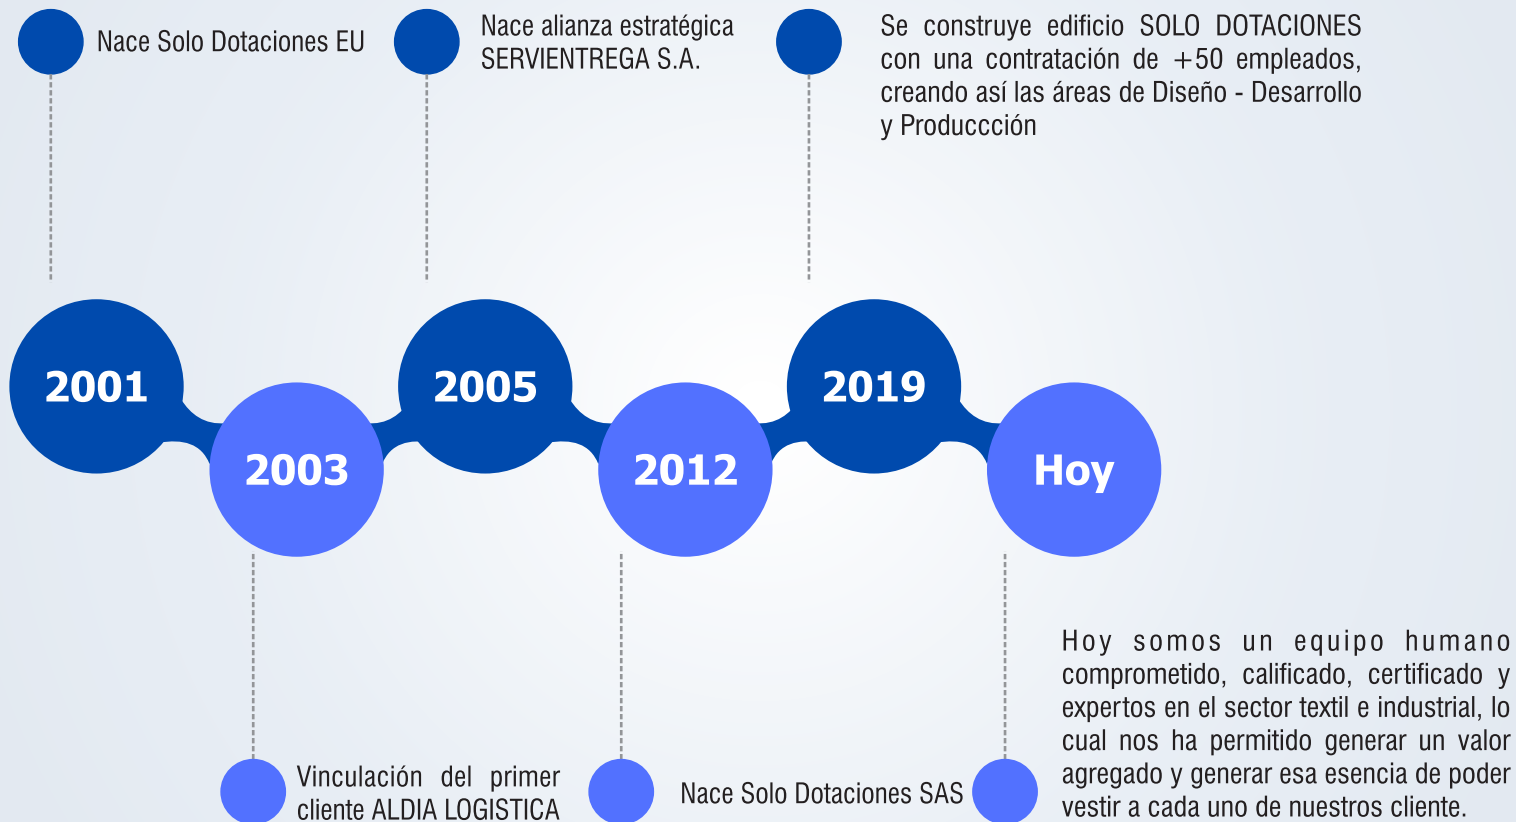 Nace Solo Dotaciones EU
Nace alianza estratégica
SERVIENTREGA S.A.
Se construye edificio SOLO DOTACIONES
con una contratación de +50 empleados,
creando así las áreas de Diseño - Desarrollo
y Produccción
2001
2003
2005
2012
2019
Hoy
Vinculación del primer
cliente ALDIA LOGISTICA
Nace Solo Dotaciones SAS
Hoy somos un equipo humano
comprometido, calificado, certificado y
expertos en el sector textil e industrial, lo
cual nos ha permitido generar un valor
agregado y generar esa esencia de poder
vestir a cada uno de nuestros cliente.